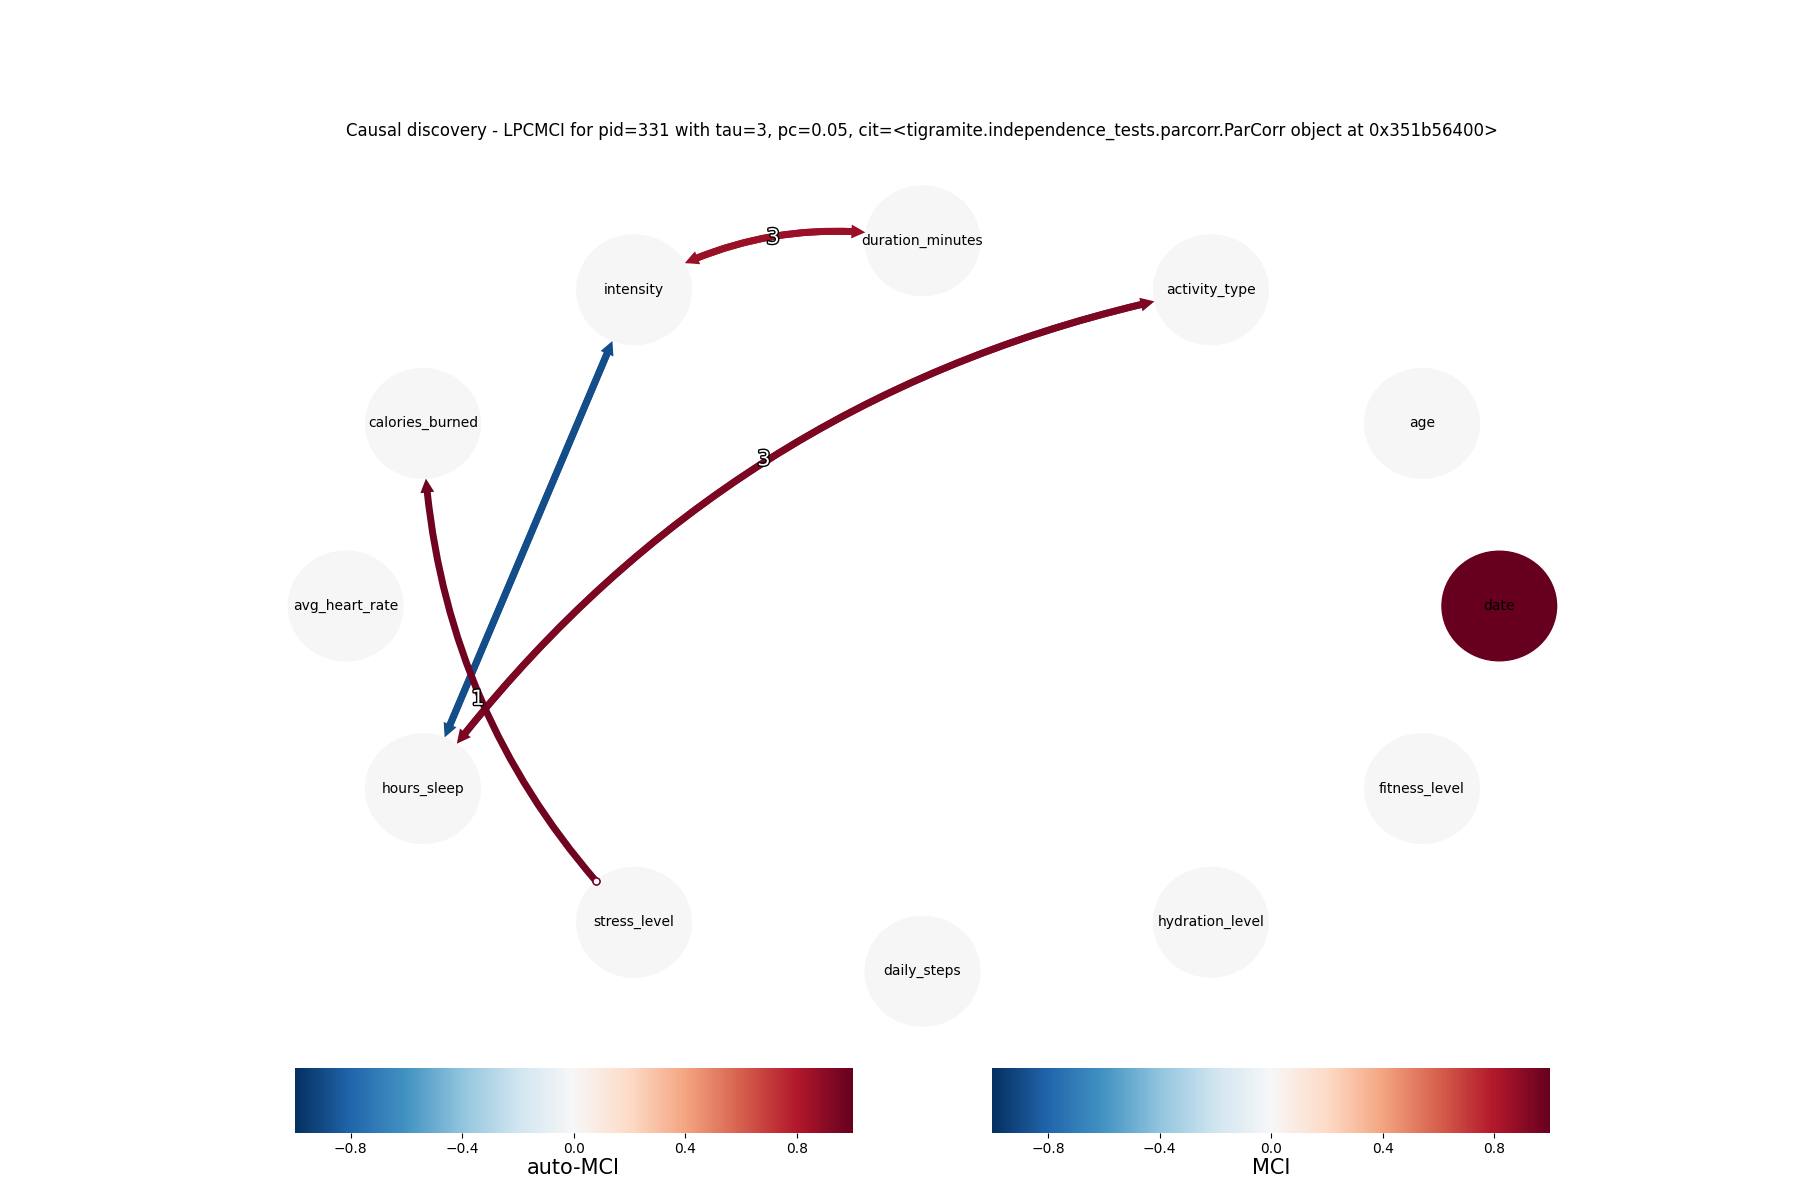 Causal discovery - LPCMCI for pid=331 with tau=3, pc=0.05, cit=<tigramite.independence_tests.parcorr.ParCorr object at 0x351b56400>
3
duration_minutes
intensity
activity_type
calories_burned
age
3
avg_heart_rate
date
1
hours_sleep
fitness_level
stress_level
hydration_level
daily_steps
−0.8 −0.4 0.0 0.4 0.8
auto-MCI
−0.8 −0.4 0.0 0.4 0.8
MCI